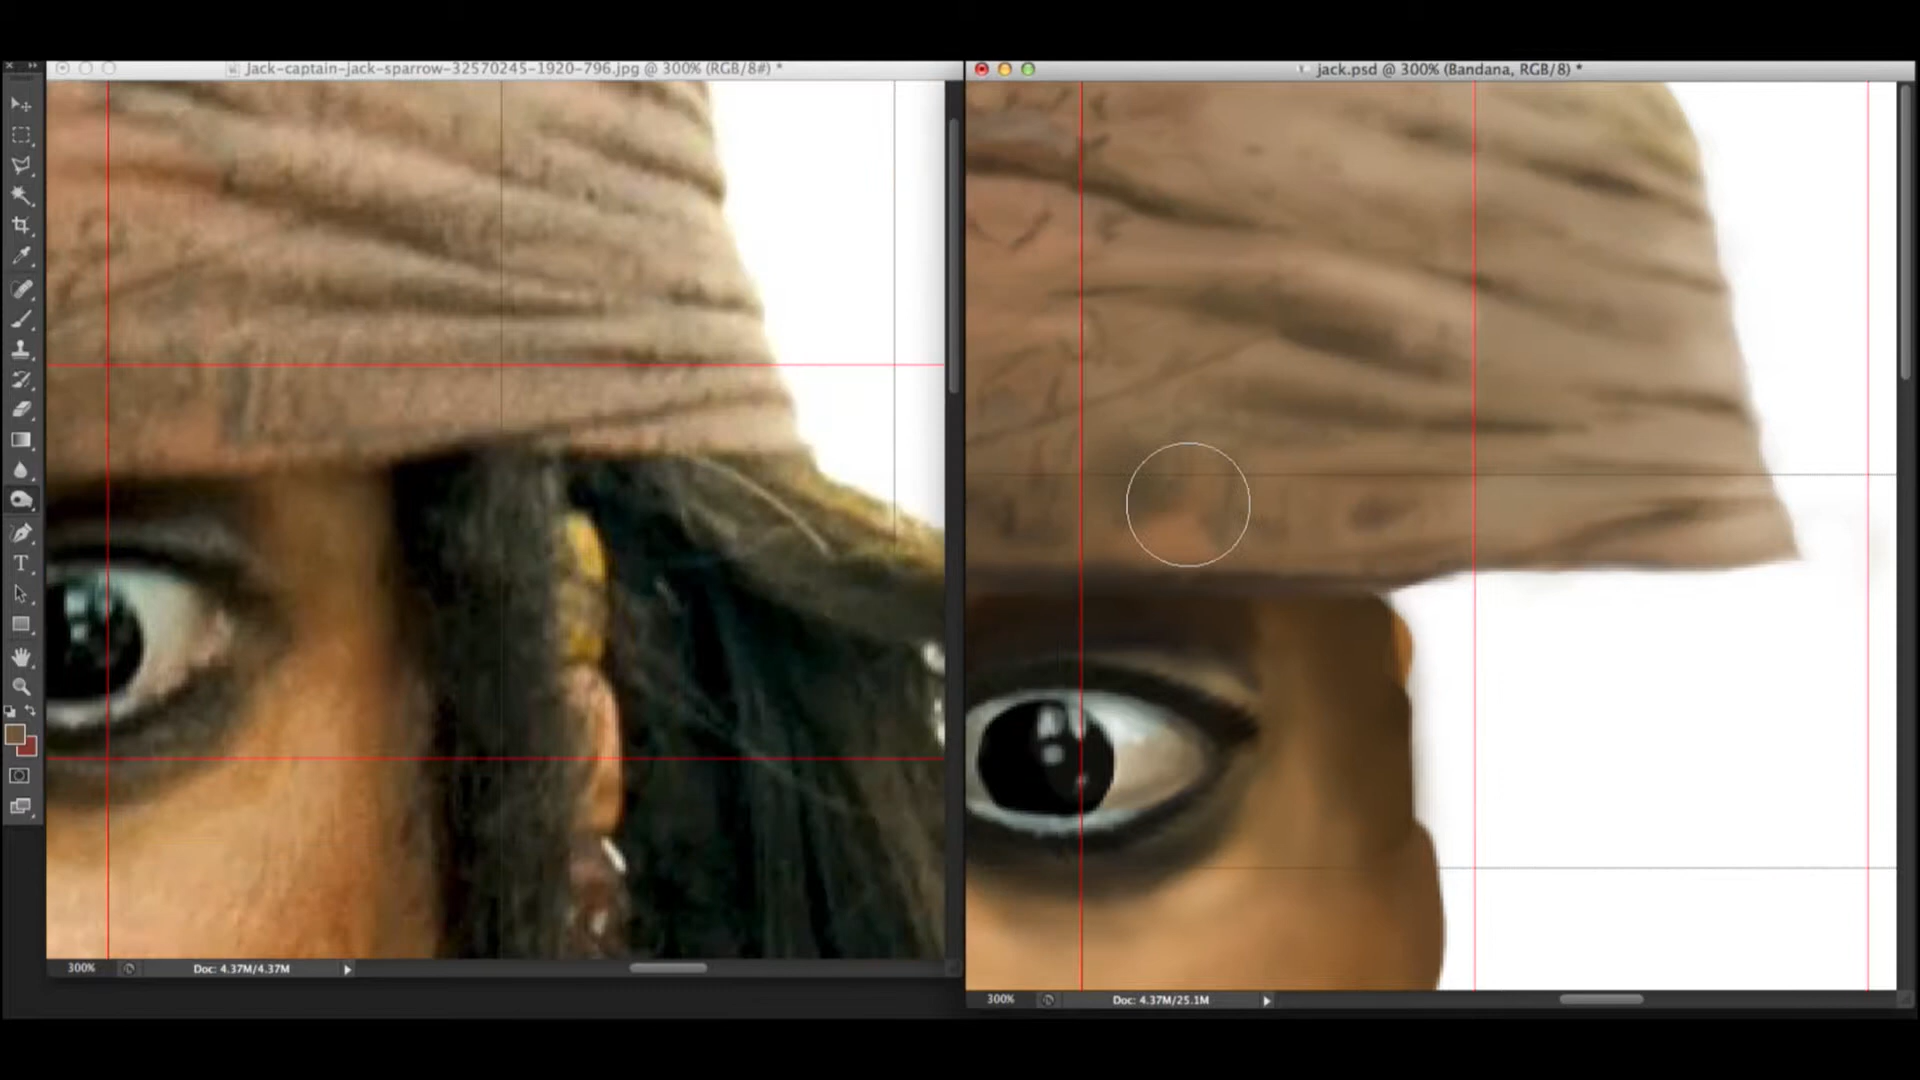 Jack-captain-jack-sparrow-32570245-1920-796.jpg @ 300% (RGB/8#) *
jack.psd @ 300% (Bandana, RGB/8) *
T
300%
Doc: 4.37M/4.37M
300%
Doc: 4.37M/25.1M